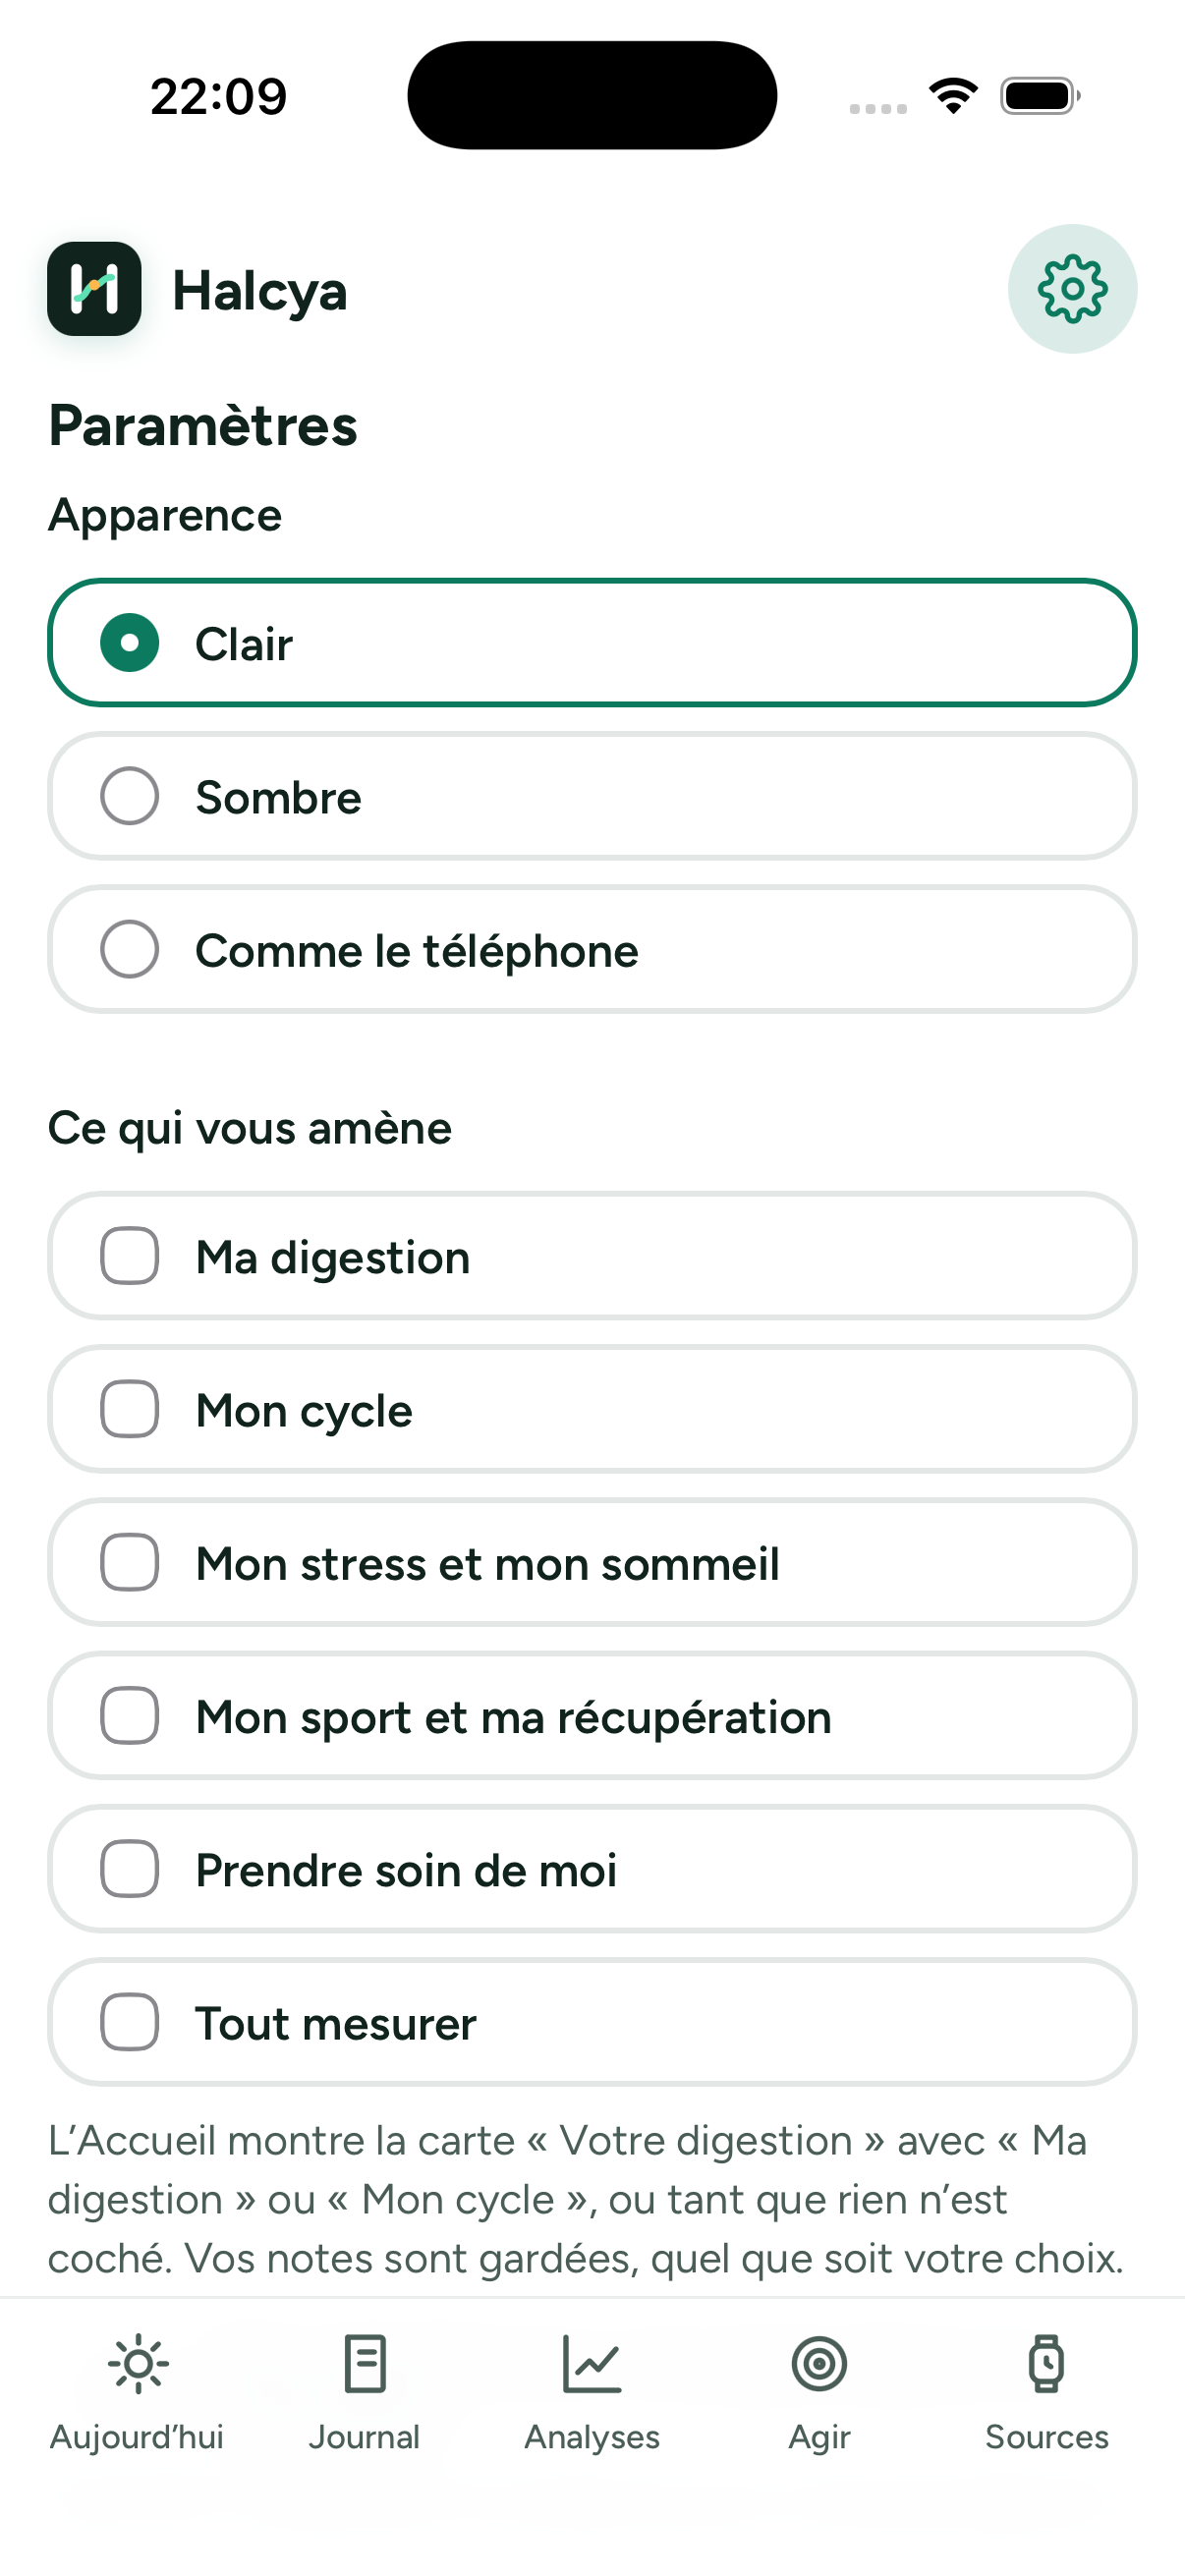 22:09
Halcya
Paramètres
Apparence
Clair
Sombre
Comme le téléphone
Ce qui vous amène
Ma digestion
Mon cycle
Mon stress et mon sommeil
Mon sport et ma récupération
Prendre soin de moi
Tout mesurer
L’Accueil montre la carte « Votre digestion » avec « Ma
digestion » ou « Mon cycle », ou tant que rien n’est
coché. Vos notes sont gardées, quel que soit votre choix.
Aujourd’hui
Journal
Analyses
Agir
Sources